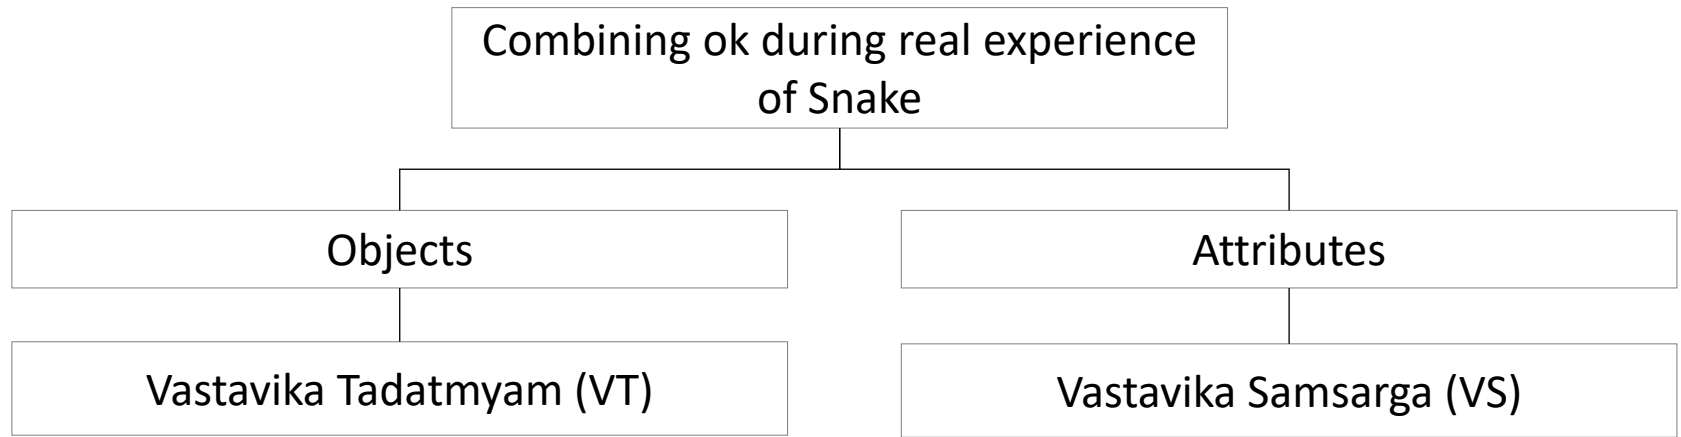 Combining ok during real experience
of Snake
Objects
Attributes
Vastavika Tadatmyam (VT)
Vastavika Samsarga (VS)